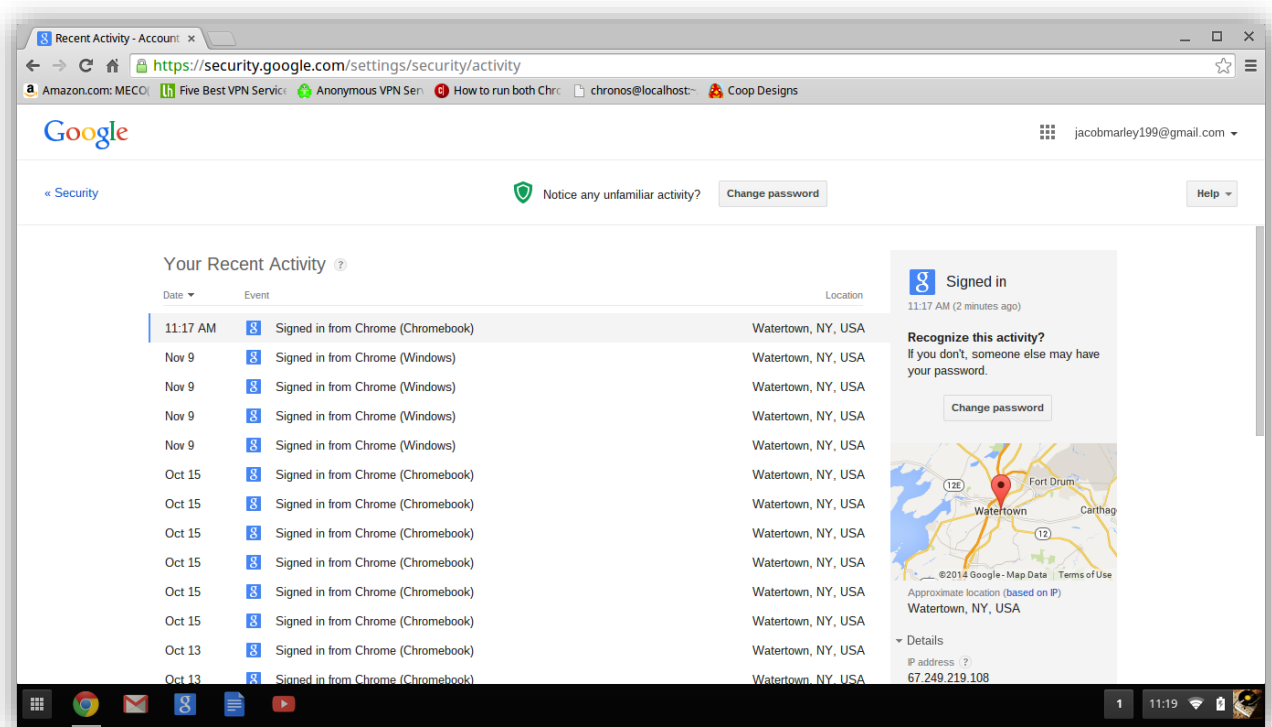 Recent Activity - Account
https://security.google.com/settings/security/activity
Amazon.com: MECO( Five Best VPN Service Anonymous VPN Serv How to run both Chro chronos@localhost:~ Coop Designs
Google jacobmarley199@gmail.com
« Security Notice any unfamiliar activity? Change password Help
Your Recent Activity ?
Date Event Location
11:17 AM Signed in from Chrome (Chromebook) Watertown, NY, USA
Nov 9 Signed in from Chrome (Windows) Watertown, NY, USA
Nov 9 Signed in from Chrome (Windows) Watertown, NY, USA
Nov 9 Signed in from Chrome (Windows) Watertown, NY, USA
Nov 9 Signed in from Chrome (Windows) Watertown, NY, USA
Oct 15 Signed in from Chrome (Chromebook) Watertown, NY, USA
Oct 15 Signed in from Chrome (Chromebook) Watertown, NY, USA
Oct 15 Signed in from Chrome (Chromebook) Watertown, NY, USA
Oct 15 Signed in from Chrome (Chromebook) Watertown, NY, USA
Oct 15 Signed in from Chrome (Chromebook) Watertown, NY, USA
Oct 15 Signed in from Chrome (Chromebook) Watertown, NY, USA
Oct 13 Signed in from Chrome (Chromebook) Watertown, NY, USA
Oct 13 Signed in from Chrome (Chromebook) Watertown, NY, USA
g Signed in
11:17 AM (2 minutes ago)
Recognize this activity?
If you don't, someone else may have
your password.
Change password
12E Fort Drum
Watertown Carthag
12
©2014 Google - Map Data Terms of Use
Approximate location (based on IP)
Watertown, NY, USA
Details
IP address ?
67.249.219.108
1 11:19